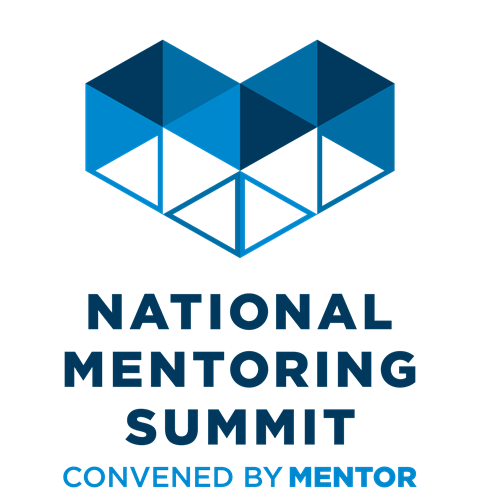 NATIONAL
MENTORING
SUMMIT
CONVENED BY MENTOR